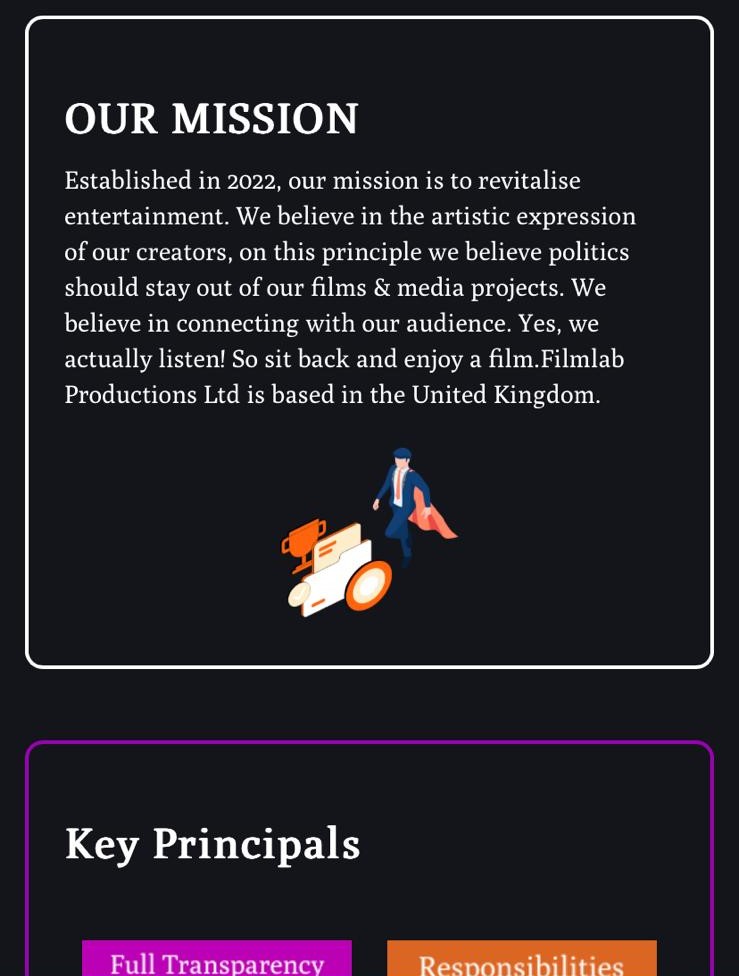 OUR MISSION
Established in 2022, our mission is to revitalise
entertainment. We believe in the artistic expression
of our creators, on this principle we believe politics
should stay out of our films & media projects. We
believe in connecting with our audience. Yes, we
actually listen! So sit back and enjoy a film.Filmlab
Productions Ltd is based in the United Kingdom.
Key Principals
Full Transparency
Responsibilities